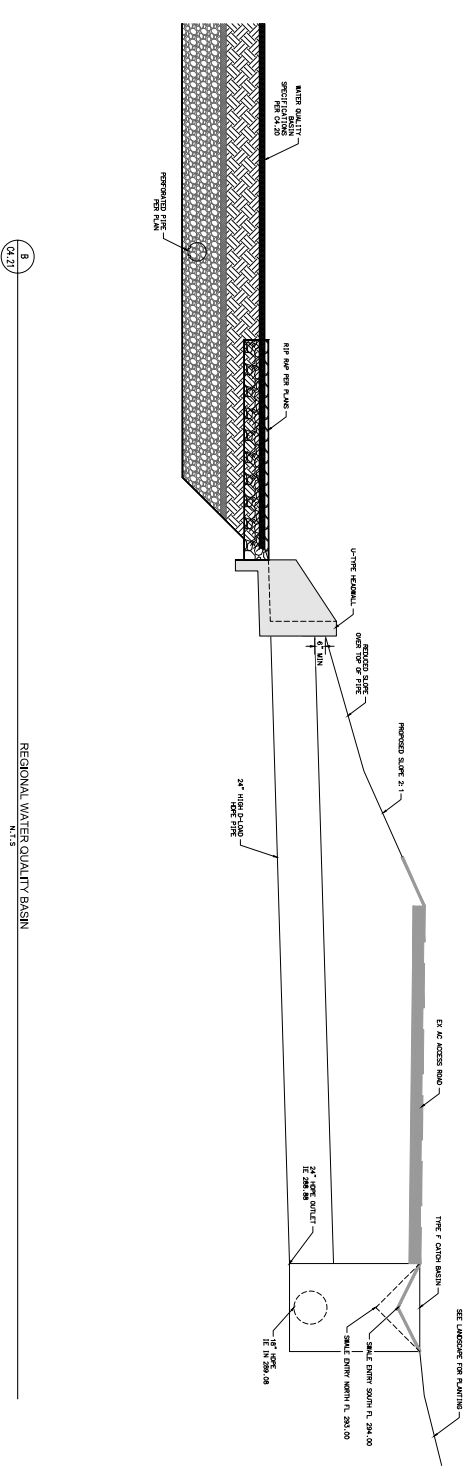 WATER QUALITY
BASIN
SPECIFICATIONS
PER C4.20
PERFORATED PIPE
PER PLAN
RIP RAP PER PLANS
U-TYPE HEADWALL
6" MIN
REDUCED SLOPE
OVER TOP OF PIPE
PROPOSED SLOPE 2:1
24" HIGH D-LOAD
HDPE PIPE
EX AC ACCESS ROAD
24" HDPE OUTLET
IE 288.88
TYPE F CATCH BASIN
SEE LANDSCAPE FOR PLANTING
SWALE ENTRY SOUTH FL 294.00
SWALE ENTRY NORTH FL 293.00
18" HDPE
IE IN 289.08
B
C4.21
REGIONAL WATER QUALITY BASIN
N.T.S